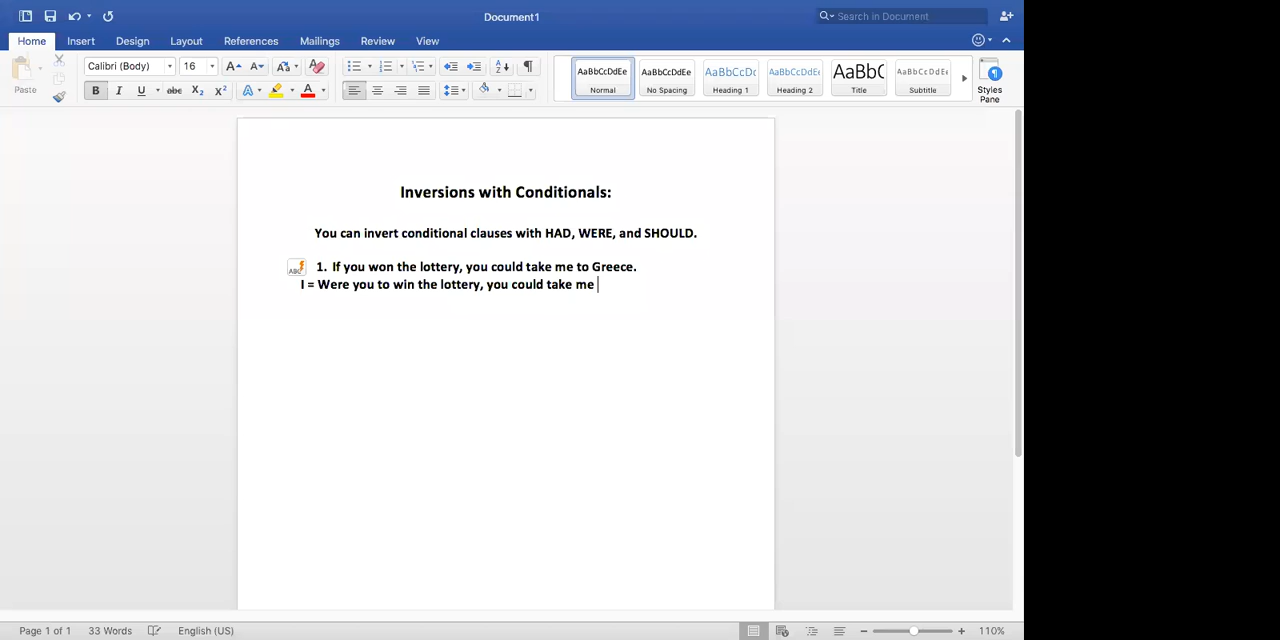 Document1
Search in Document
Home Insert Design Layout References Mailings Review View
Paste
Calibri (Body) 16
AaBbCcDdEe AaBbCcDdEe AaBbCcDc AaBbCcDdEe AaBbC AaBbCcDdEe
Normal No Spacing Heading 1 Heading 2 Title Subtitle
Styles
Pane
Inversions with Conditionals:
You can invert conditional clauses with HAD, WERE, and SHOULD.
1. If you won the lottery, you could take me to Greece.
I = Were you to win the lottery, you could take me
Page 1 of 1 33 Words English (US) 110%